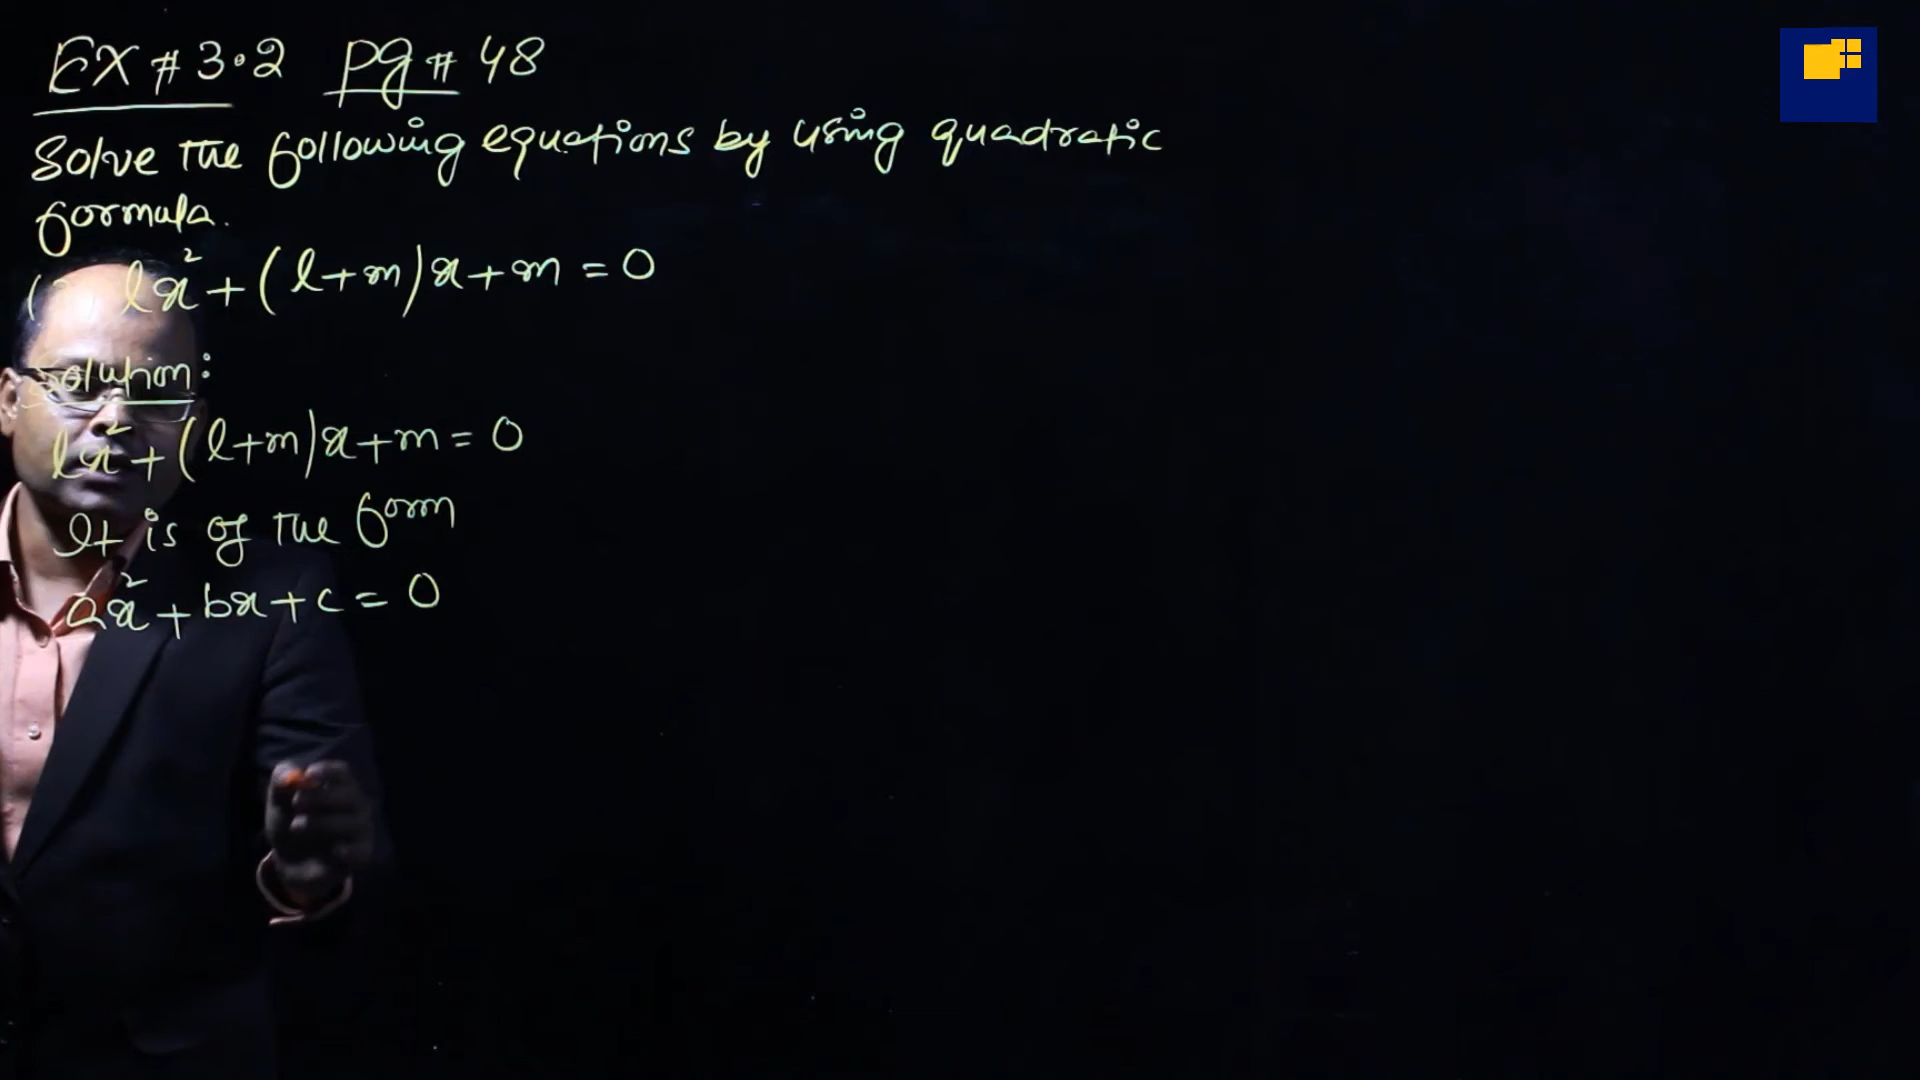 EX # 3.2 Pg # 48
Solve the following equations by using quadratic
formula.
lx²+(l+m)x+m=0
Solution:
lx²+(l+m)x+m=0
It is of the form
ax²+bx+c=0